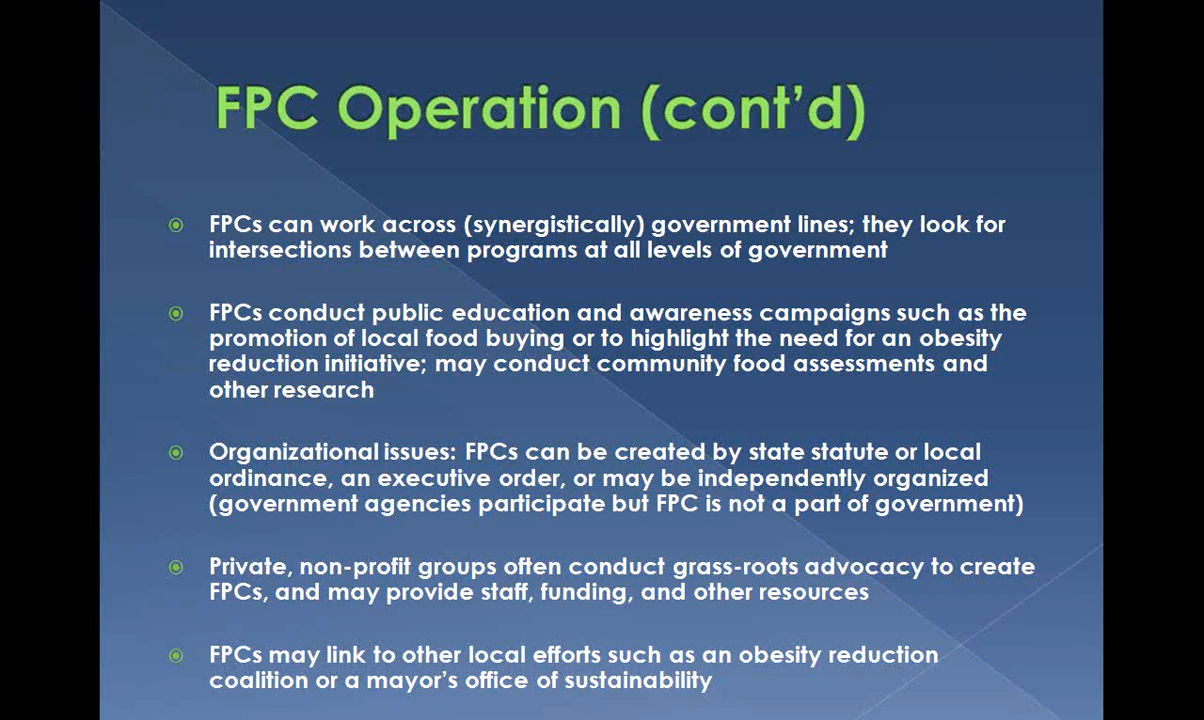 FPC Operation (cont'd)
FPCs can work across (synergistically) government lines; they look for
intersections between programs at all levels of government
FPCs conduct public education and awareness campaigns such as the
promotion of local food buying or to highlight the need for an obesity
reduction initiative; may conduct community food assessments and
other research
Organizational issues: FPCs can be created by state statute or local
ordinance, an executive order, or may be independently organized
(government agencies participate but FPC is not a part of government)
Private, non-profit groups often conduct grass-roots advocacy to create
FPCs, and may provide staff, funding, and other resources
FPCs may link to other local efforts such as an obesity reduction
coalition or a mayor's office of sustainability